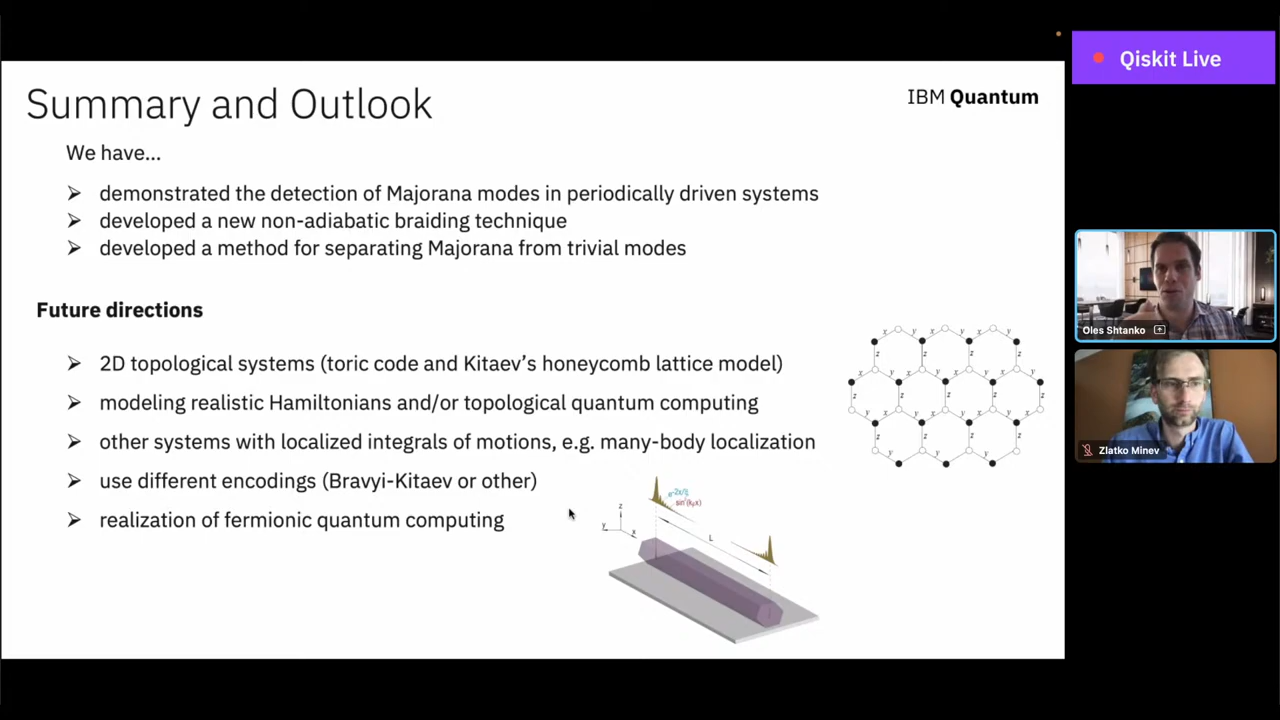 Qiskit Live
Summary and Outlook
IBM Quantum
We have...
➢ demonstrated the detection of Majorana modes in periodically driven systems
➢ developed a new non-adiabatic braiding technique
➢ developed a method for separating Majorana from trivial modes
Future directions
➢ 2D topological systems (toric code and Kitaev's honeycomb lattice model)
➢ modeling realistic Hamiltonians and/or topological quantum computing
➢ other systems with localized integrals of motions, e.g. many-body localization
➢ use different encodings (Bravyi-Kitaev or other)
➢ realization of fermionic quantum computing
x y x y x y
z z z z
x y x y x y x
z z z z z
y x y x y x y
z z z z
y x y x y
z
y
x
L
Oles Shtanko
Zlatko Minev